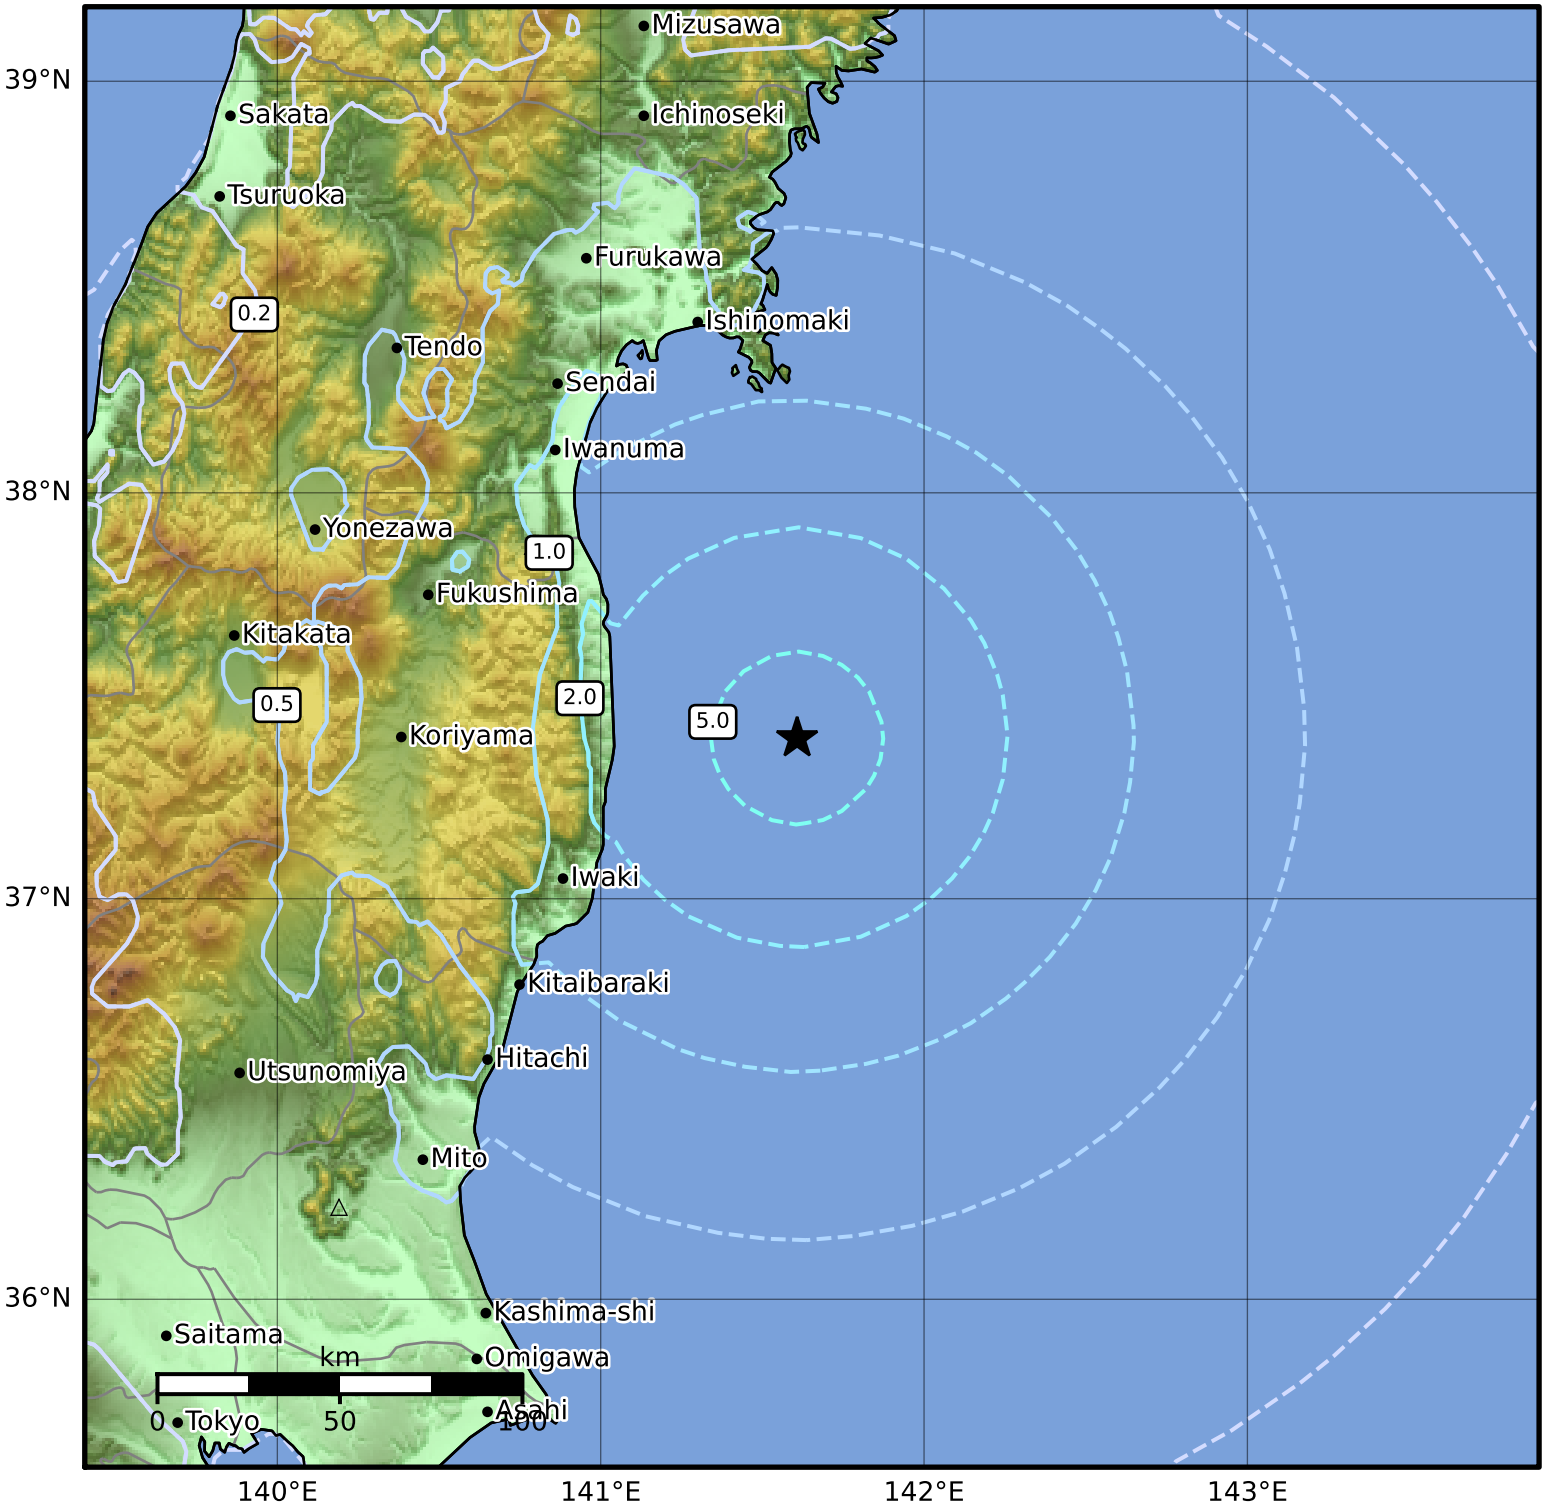 Mizusawa
39°N
Sakata
Ichinoseki
Tsuruoka
Furukawa
0.2
Ishinomaki
Tendo
Sendai
Iwanuma
38°N
Yonezawa
1.0
Fukushima
Kitakata
2.0
0.5
5.0
Koriyama
Iwaki
37°N
Kitaibaraki
Hitachi
Utsunomiya
Mito
36°N
Kashima-shi
Saitama
km
Omigawa
Asahi
0
Tokyo
50
100
140°E
141°E
142°E
143°E